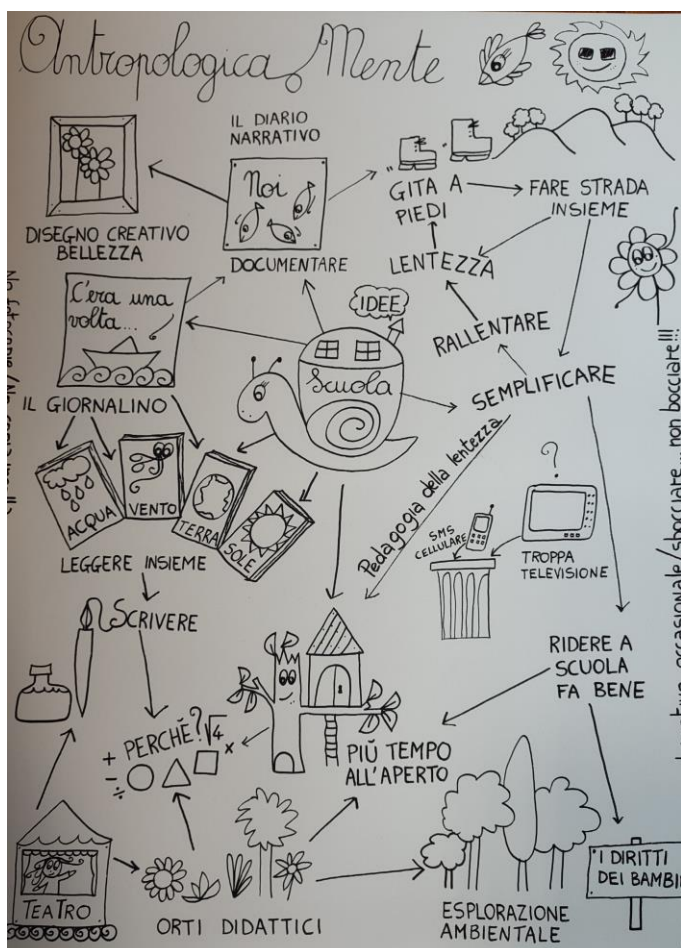 Antropologica.Mente
IL DIARIO
NARRATIVO
Noi
DOCUMENTARE
DISEGNO CREATIVO
BELLEZZA
"GITA A
PIEDI
FARE STRADA
INSIEME
LENTEZZA
RALLENTARE
SEMPLIFICARE
C'era una
volta...
IL GIORNALINO
IDEE
Scuola
ACQUA
VENTO
TERRA
SOLE
LEGGERE INSIEME
SCRIVERE
Pedagogia della lentezza
SMS
CELLULARE
?
TROPPA
TELEVISIONE
RIDERE A
SCUOLA
FA BENE
+ PERCHÉ? √4 ×
- ÷
PIÚ TEMPO
ALL'APERTO
TEATRO
ORTI DIDATTICI
ESPLORAZIONE
AMBIENTALE
I DIRITTI
DEI BAMBI
occasionale/sbocciare... non bocciare!!!